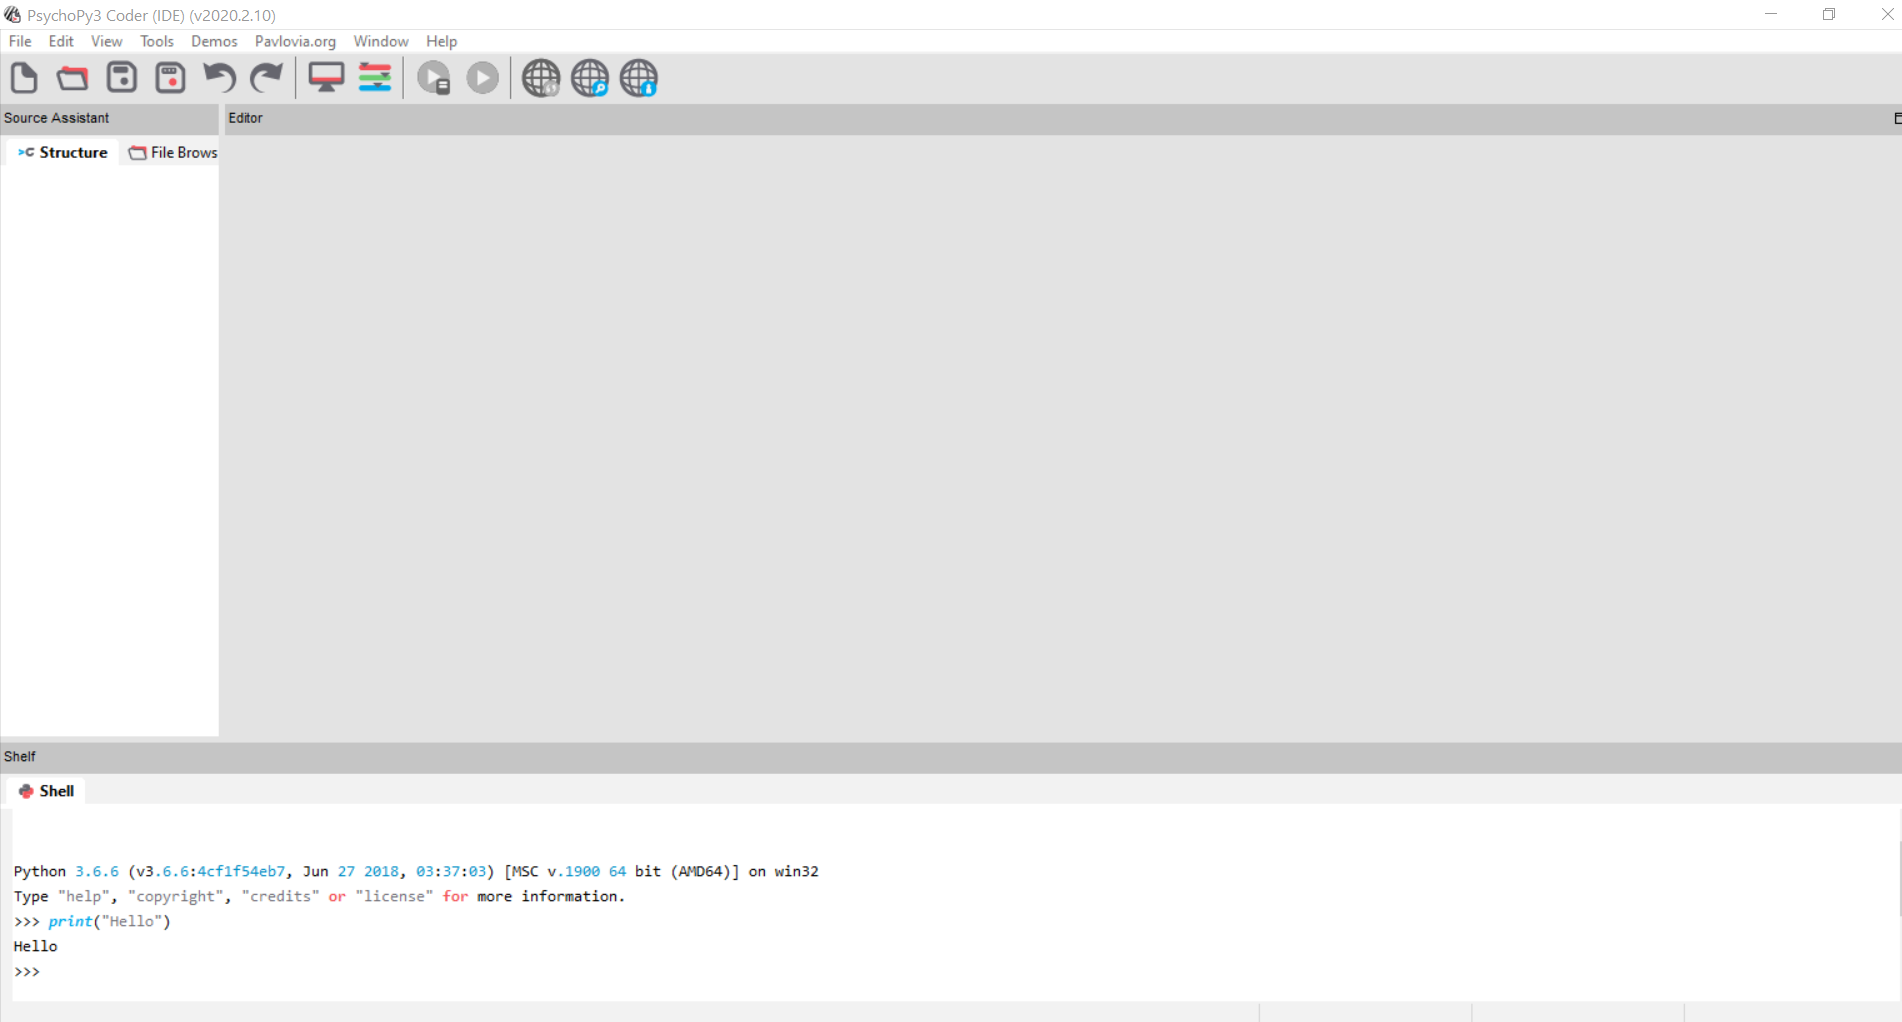 PsychoPy3 Coder (IDE) (v2020.2.10)
File Edit View Tools Demos Pavlovia.org Window Help
Source Assistant
Editor
Structure
File Brows
Shelf
Shell
Python 3.6.6 (v3.6.6:4cf1f54eb7, Jun 27 2018, 03:37:03) [MSC v.1900 64 bit (AMD64)] on win32
Type "help", "copyright", "credits" or "license" for more information.
>>> print("Hello")
Hello
>>>